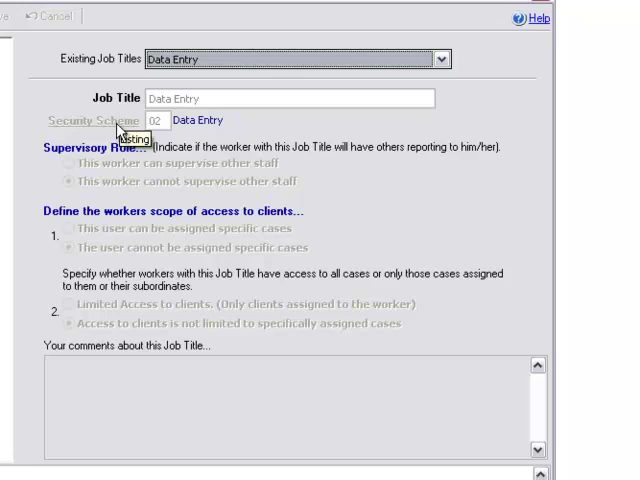 Cancel
Help
Existing Job Titles Data Entry
Job Title Data Entry
Security Scheme 02 Data Entry
Supervisory Role... (Indicate if the worker with this Job Title will have others reporting to him/her).
This worker can supervise other staff
This worker cannot supervise other staff
Define the workers scope of access to clients...
1. This user can be assigned specific cases
The user cannot be assigned specific cases
Specify whether workers with this Job Title have access to all cases or only those cases assigned
to them or their subordinates.
2. Limited Access to clients. (Only clients assigned to the worker)
Access to clients is not limited to specifically assigned cases
Your comments about this Job Title...